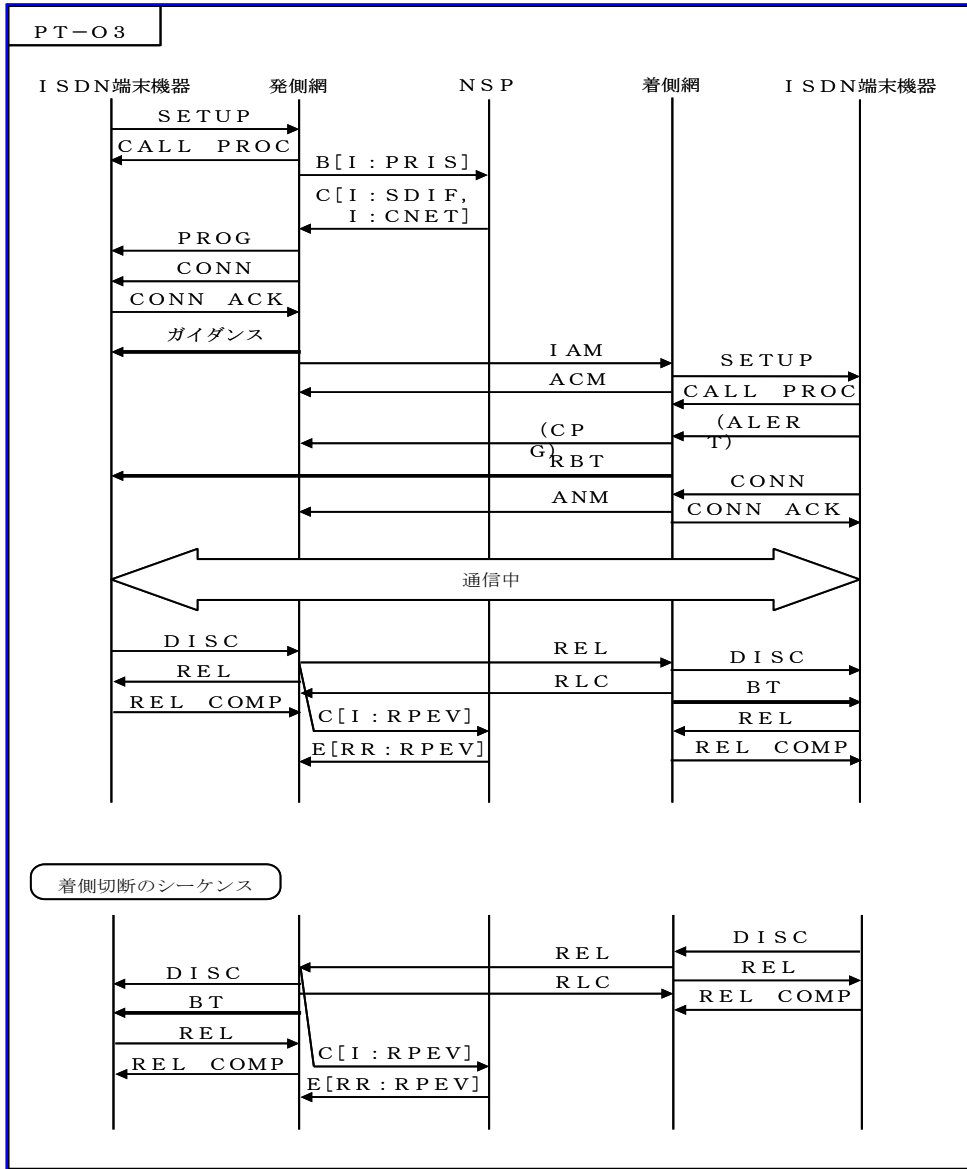 PT－O3
ISDN端末機器 発側網 NSP 着側網 ISDN端末機器
SETUP
CALL PROC
B[I:PRIS]
C[I:SDIF,
I:CNET]
PROG
CONN
CONN ACK
ガイダンス
IAM
SETUP
ACM
CALL PROC
(ALER
T)
(CP
G)
RBT
CONN
ANM
CONN ACK
通信中
DISC
REL
DISC
REL
RLC
BT
REL COMP
C[I:RPEV]
REL
E[RR:RPEV]
REL COMP
着側切断のシーケンス
DISC
REL
REL
DISC
RLC
REL COMP
BT
REL
C[I:RPEV]
REL COMP
E[RR:RPEV]